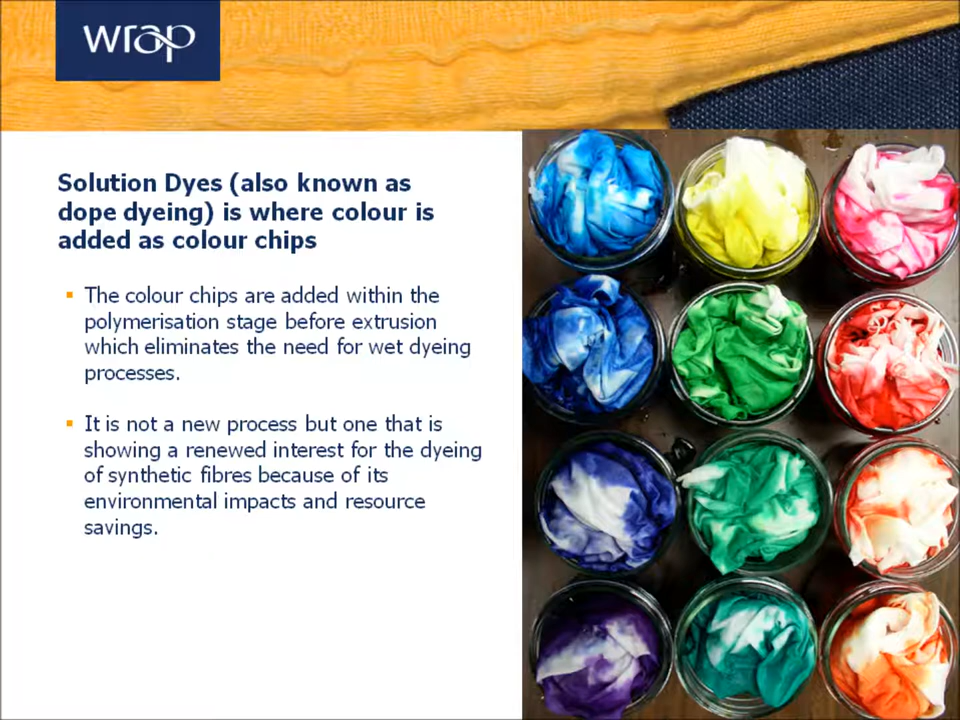 wrap
Solution Dyes (also known as
dope dyeing) is where colour is
added as colour chips
▪ The colour chips are added within the
polymerisation stage before extrusion
which eliminates the need for wet dyeing
processes.
▪ It is not a new process but one that is
showing a renewed interest for the dyeing
of synthetic fibres because of its
environmental impacts and resource
savings.